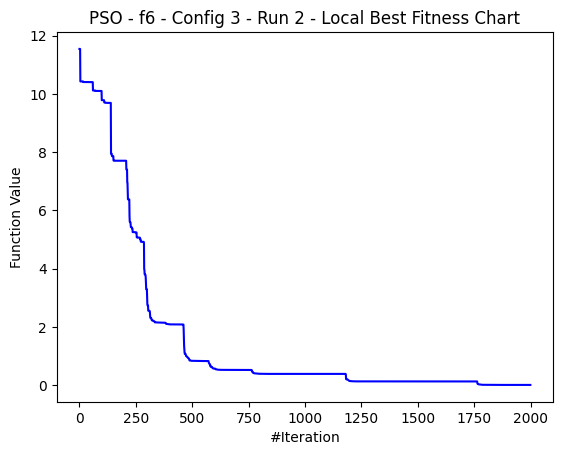 PSO - f6 - Config 3 - Run 2 - Local Best Fitness Chart
12
10
8
6
4
2
0
Function Value
0 250 500 750 1000 1250 1500 1750 2000
#Iteration